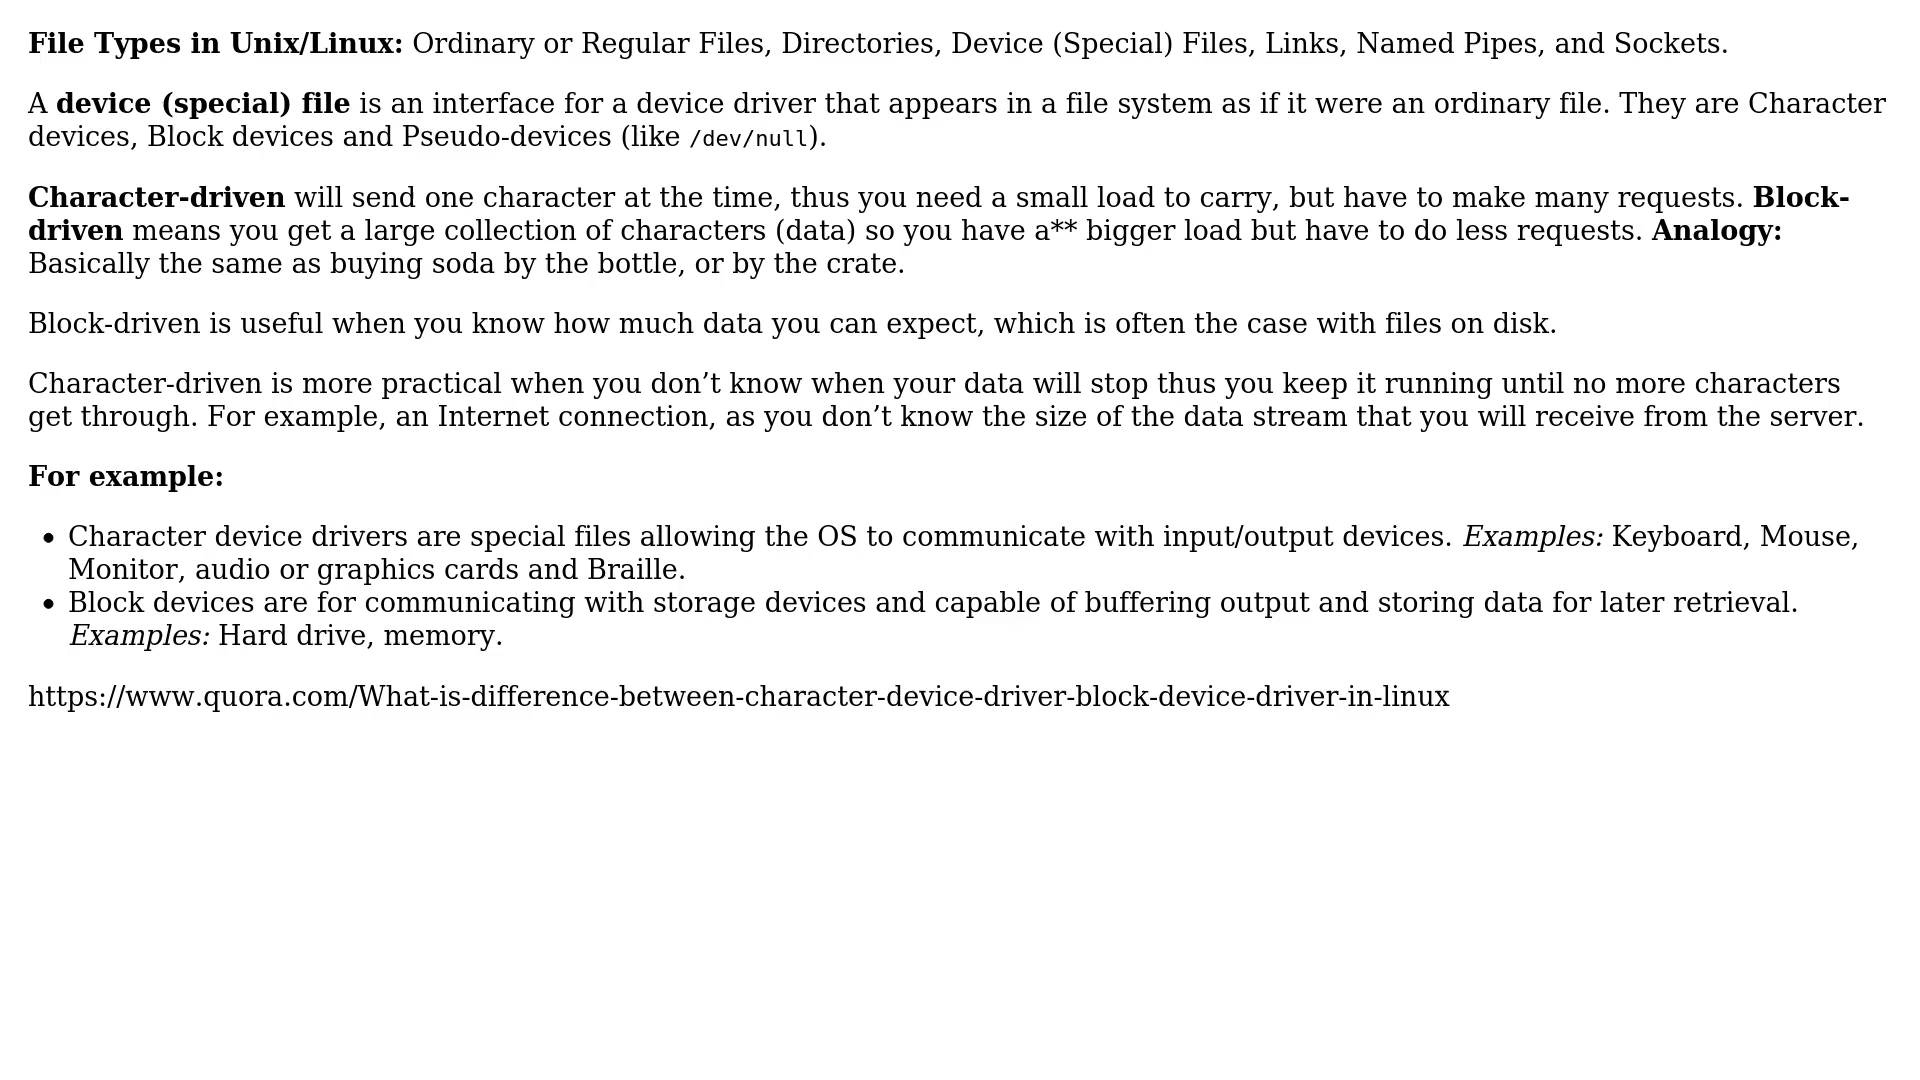 File Types in Unix/Linux: Ordinary or Regular Files, Directories, Device (Special) Files, Links, Named Pipes, and Sockets.
A device (special) file is an interface for a device driver that appears in a file system as if it were an ordinary file. They are Character
devices, Block devices and Pseudo-devices (like /dev/null).
Character-driven will send one character at the time, thus you need a small load to carry, but have to make many requests. Block-
driven means you get a large collection of characters (data) so you have a** bigger load but have to do less requests. Analogy:
Basically the same as buying soda by the bottle, or by the crate.
Block-driven is useful when you know how much data you can expect, which is often the case with files on disk.
Character-driven is more practical when you don’t know when your data will stop thus you keep it running until no more characters
get through. For example, an Internet connection, as you don’t know the size of the data stream that you will receive from the server.
For example:
• Character device drivers are special files allowing the OS to communicate with input/output devices. Examples: Keyboard, Mouse,
Monitor, audio or graphics cards and Braille.
• Block devices are for communicating with storage devices and capable of buffering output and storing data for later retrieval.
Examples: Hard drive, memory.
https://www.quora.com/What-is-difference-between-character-device-driver-block-device-driver-in-linux